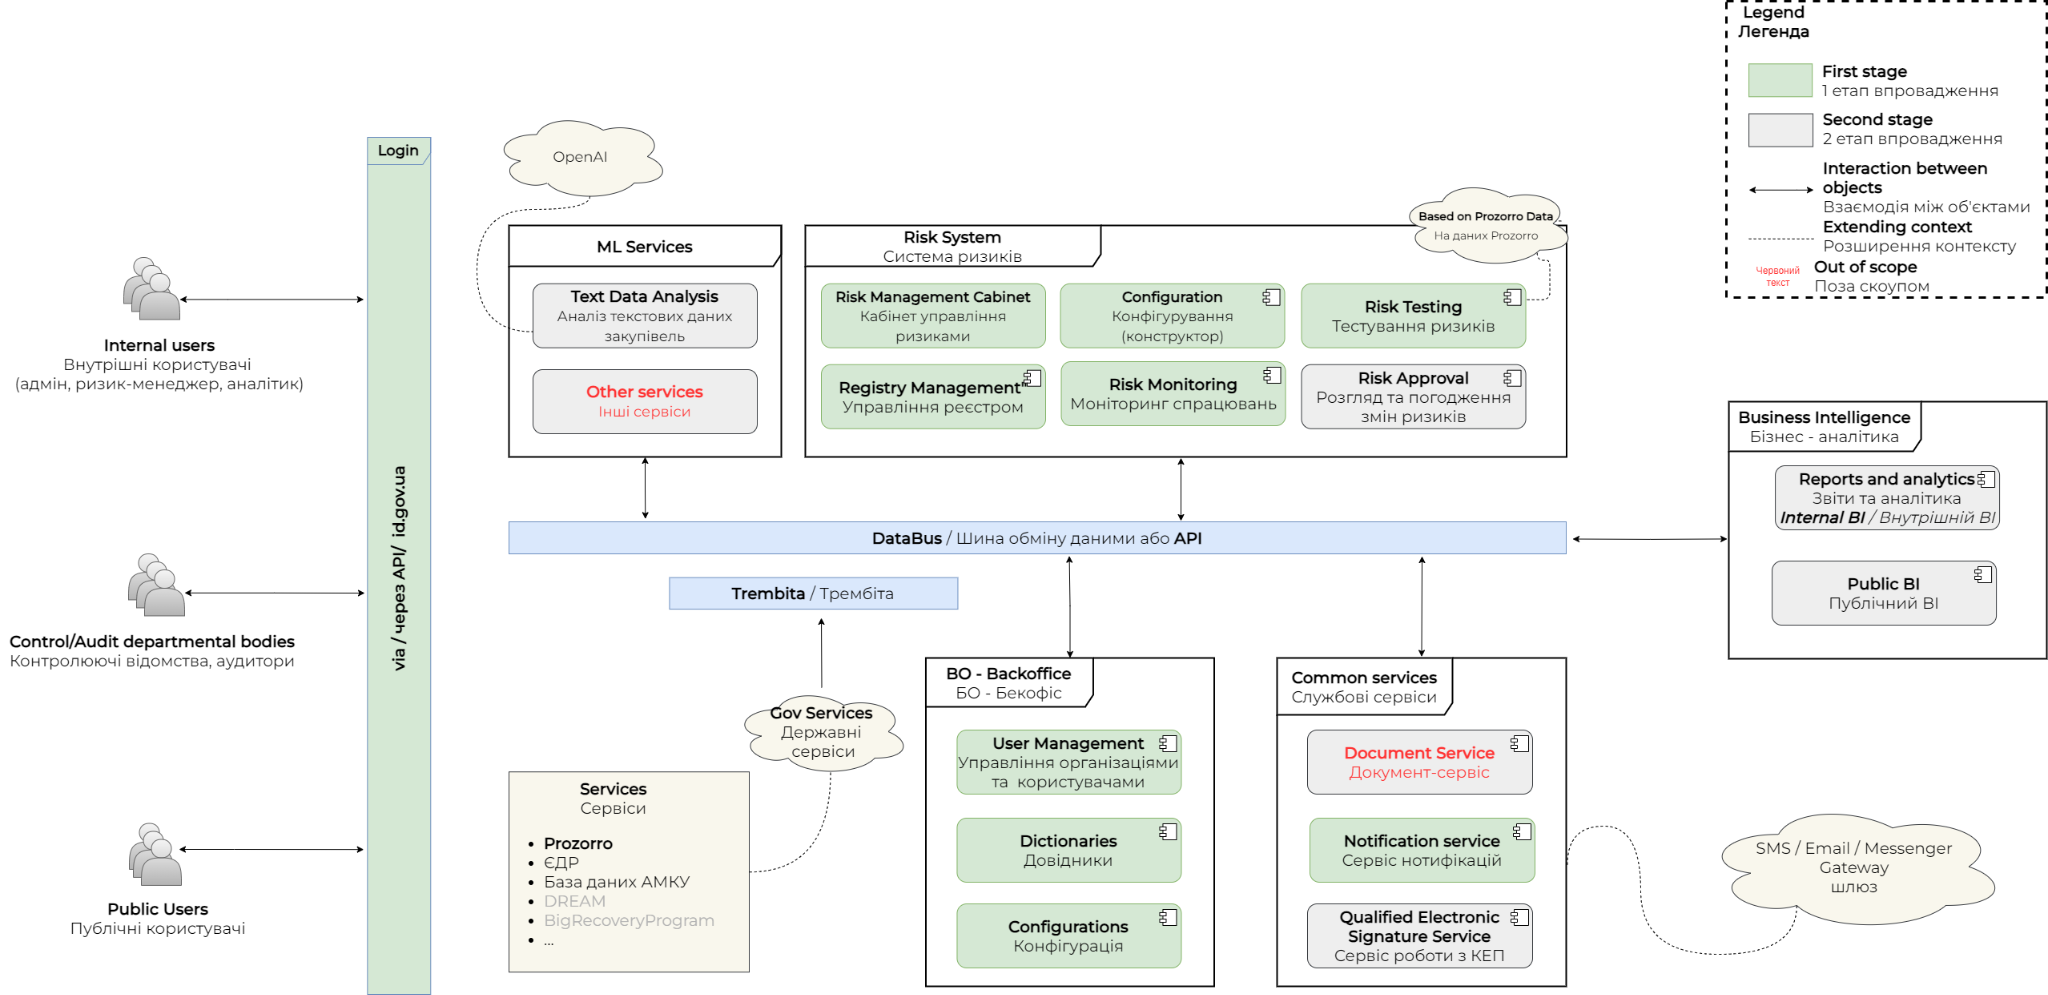 Legend
Легенда
First stage
1 етап впровадження
Second stage
2 етап впровадження
Interaction between
objects
Взаємодія між об'єктами
Extending context
Розширення контексту
Червоний
текст
Out of scope
Поза скоупом
Login
via / через API/ id.gov.ua
Internal users
Внутрішні користувачі
(адмін, ризик-менеджер, аналітик)
Control/Audit departmental bodies
Контролюючі відомства, аудитори
Public Users
Публічні користувачі
OpenAI
ML Services
Text Data Analysis
Аналіз текстових даних
закупівель
Other services
Інші сервіси
Risk System
Система ризиків
Based on Prozorro Data
На даних Prozorro
Risk Management Cabinet
Кабінет управління
ризиками
Configuration
Конфігурування
(конструктор)
Risk Testing
Тестування ризиків
Registry Management"
Управління реєстром
Risk Monitoring
Моніторинг спрацювань
Risk Approval
Розгляд та погодження
змін ризиків
Business Intelligence
Бізнес - аналітика
Reports and analytics
Звіти та аналітика
Internal BI / Внутрішній BI
Public BI
Публічний BI
DataBus / Шина обміну даними або API
Trembita / Трембіта
Gov Services
Державні
сервіси
Services
Сервіси
• Prozorro
• ЄДР
• База даних АМКУ
• DREAM
• BigRecoveryProgram
• ...
BO - Backoffice
БО - Бекофіс
User Management
Управління організаціями
та користувачами
Dictionaries
Довідники
Configurations
Конфігурація
Common services
Службові сервіси
Document Service
Документ-сервіс
Notification service
Сервіс нотифікацій
Qualified Electronic
Signature Service
Сервіс роботи з КЕП
SMS / Email / Messenger
Gateway
шлюз